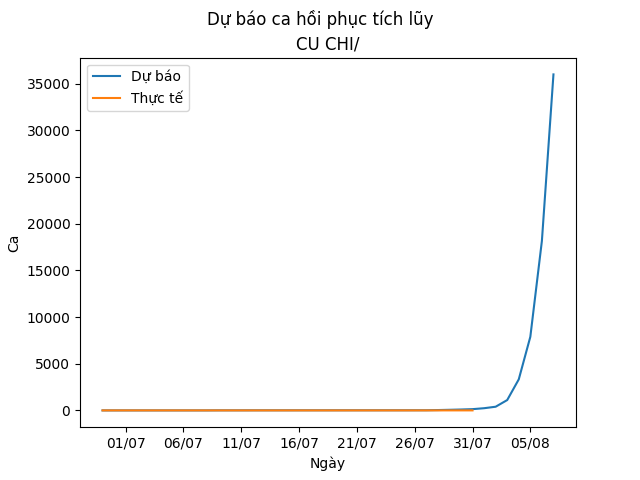 Dự báo ca hồi phục tích lũy
CU CHI/
Dự báo
Thực tế
35000
30000
25000
20000
15000
10000
5000
0
Ca
01/07 06/07 11/07 16/07 21/07 26/07 31/07 05/08
Ngày